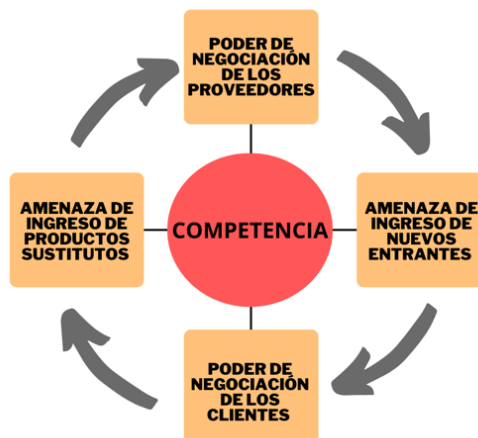 PODER DE
NEGOCIACIÓN
DE LOS
PROVEEDORES
AMENAZA DE
INGRESO DE
PRODUCTOS
SUSTITUTOS
COMPETENCIA
AMENAZA DE
INGRESO DE
NUEVOS
ENTRANTES
PODER DE
NEGOCIACIÓN
DE LOS
CLIENTES